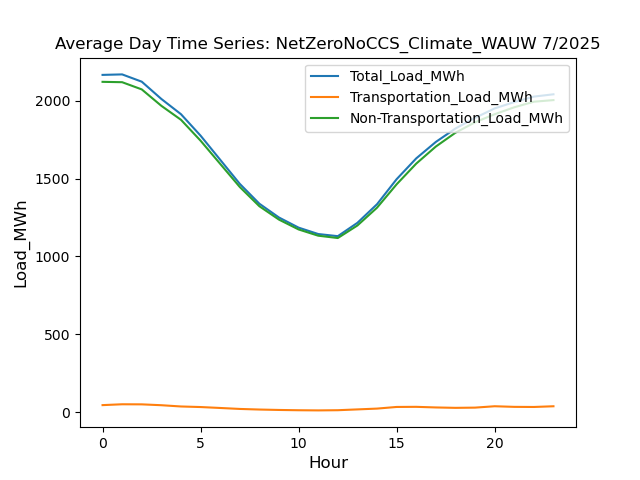 Average Day Time Series: NetZeroNoCCS_Climate_WAUW 7/2025
Total_Load_MWh
Transportation_Load_MWh
Non-Transportation_Load_MWh
Load_MWh
2000
1500
1000
500
0
0 5 10 15 20
Hour